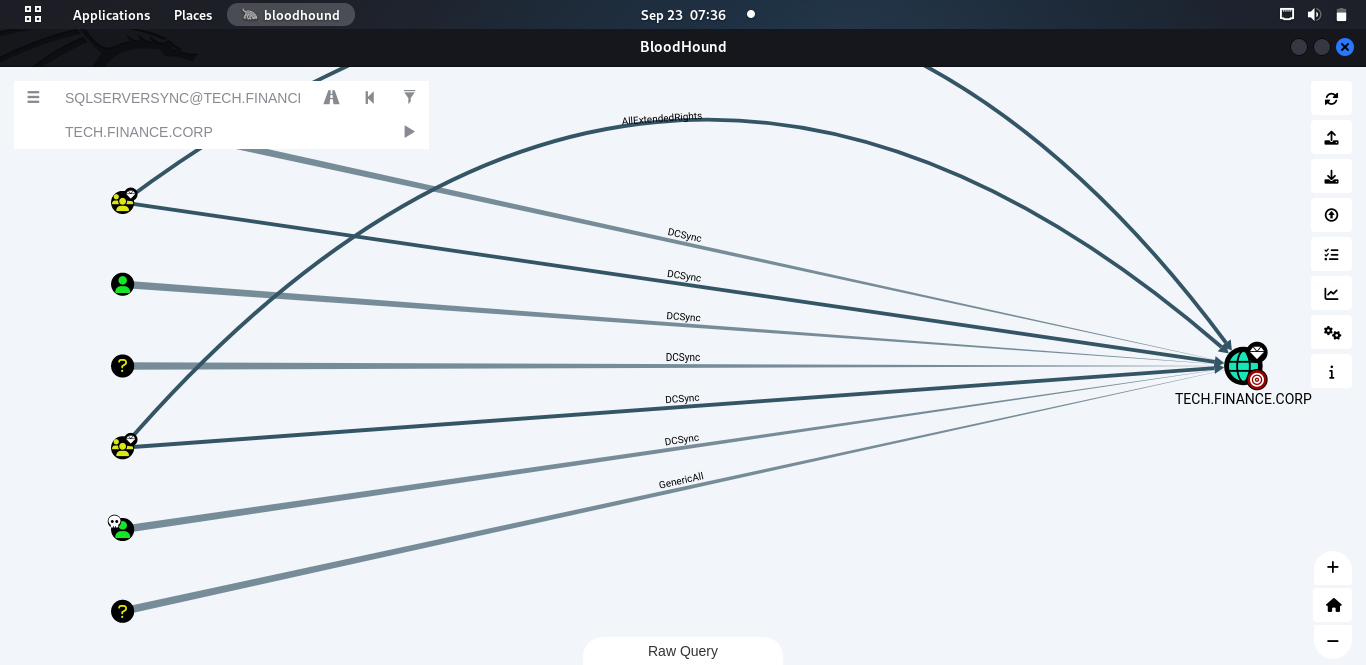 Applications Places bloodhound Sep 23 07:36
BloodHound
SQLSERVERSYNC@TECH.FINANCI
TECH.FINANCE.CORP
AllExtendedRights
DCSync
DCSync
DCSync
DCSync
DCSync
DCSync
GenericAll
TECH.FINANCE.CORP
Raw Query